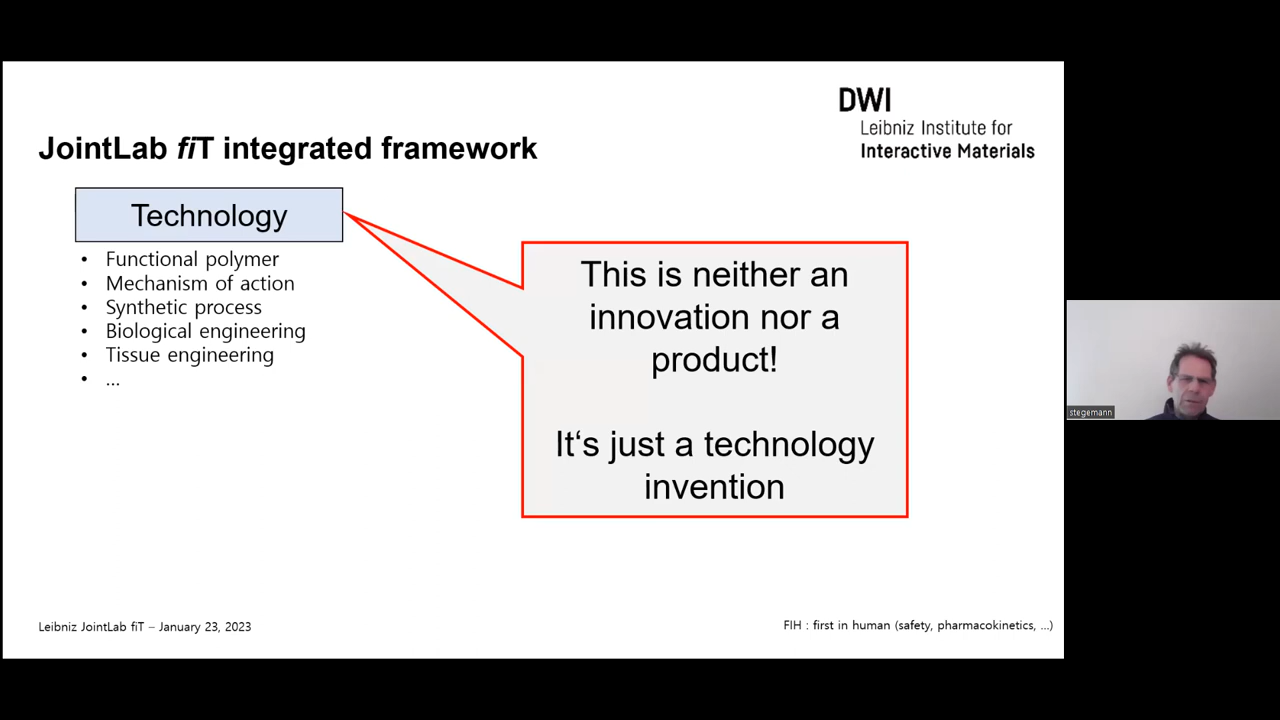 DWI
Leibniz Institute for
Interactive Materials
JointLab fiT integrated framework
Technology
• Functional polymer
• Mechanism of action
• Synthetic process
• Biological engineering
• Tissue engineering
• ...
This is neither an
innovation nor a
product!
It‘s just a technology
invention
stegemann
Leibniz JointLab fiT – January 23, 2023
FIH : first in human (safety, pharmacokinetics, ...)